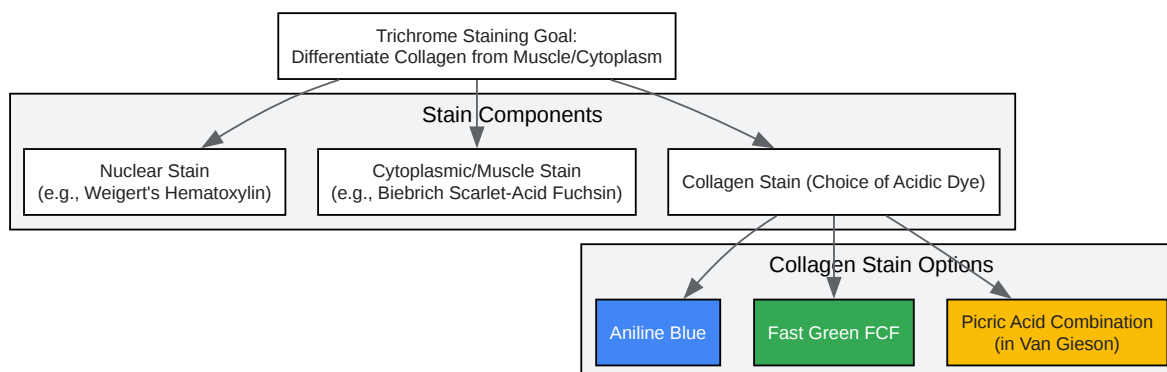 Trichrome Staining Goal:
Differentiate Collagen from Muscle/Cytoplasm
Stain Components
Nuclear Stain
(e.g., Weigert's Hematoxylin)
Cytoplasmic/Muscle Stain
(e.g., Biebrich Scarlet-Acid Fuchsin)
Collagen Stain (Choice of Acidic Dye)
Collagen Stain Options
Aniline Blue
Fast Green FCF
Picric Acid Combination
(in Van Gieson)